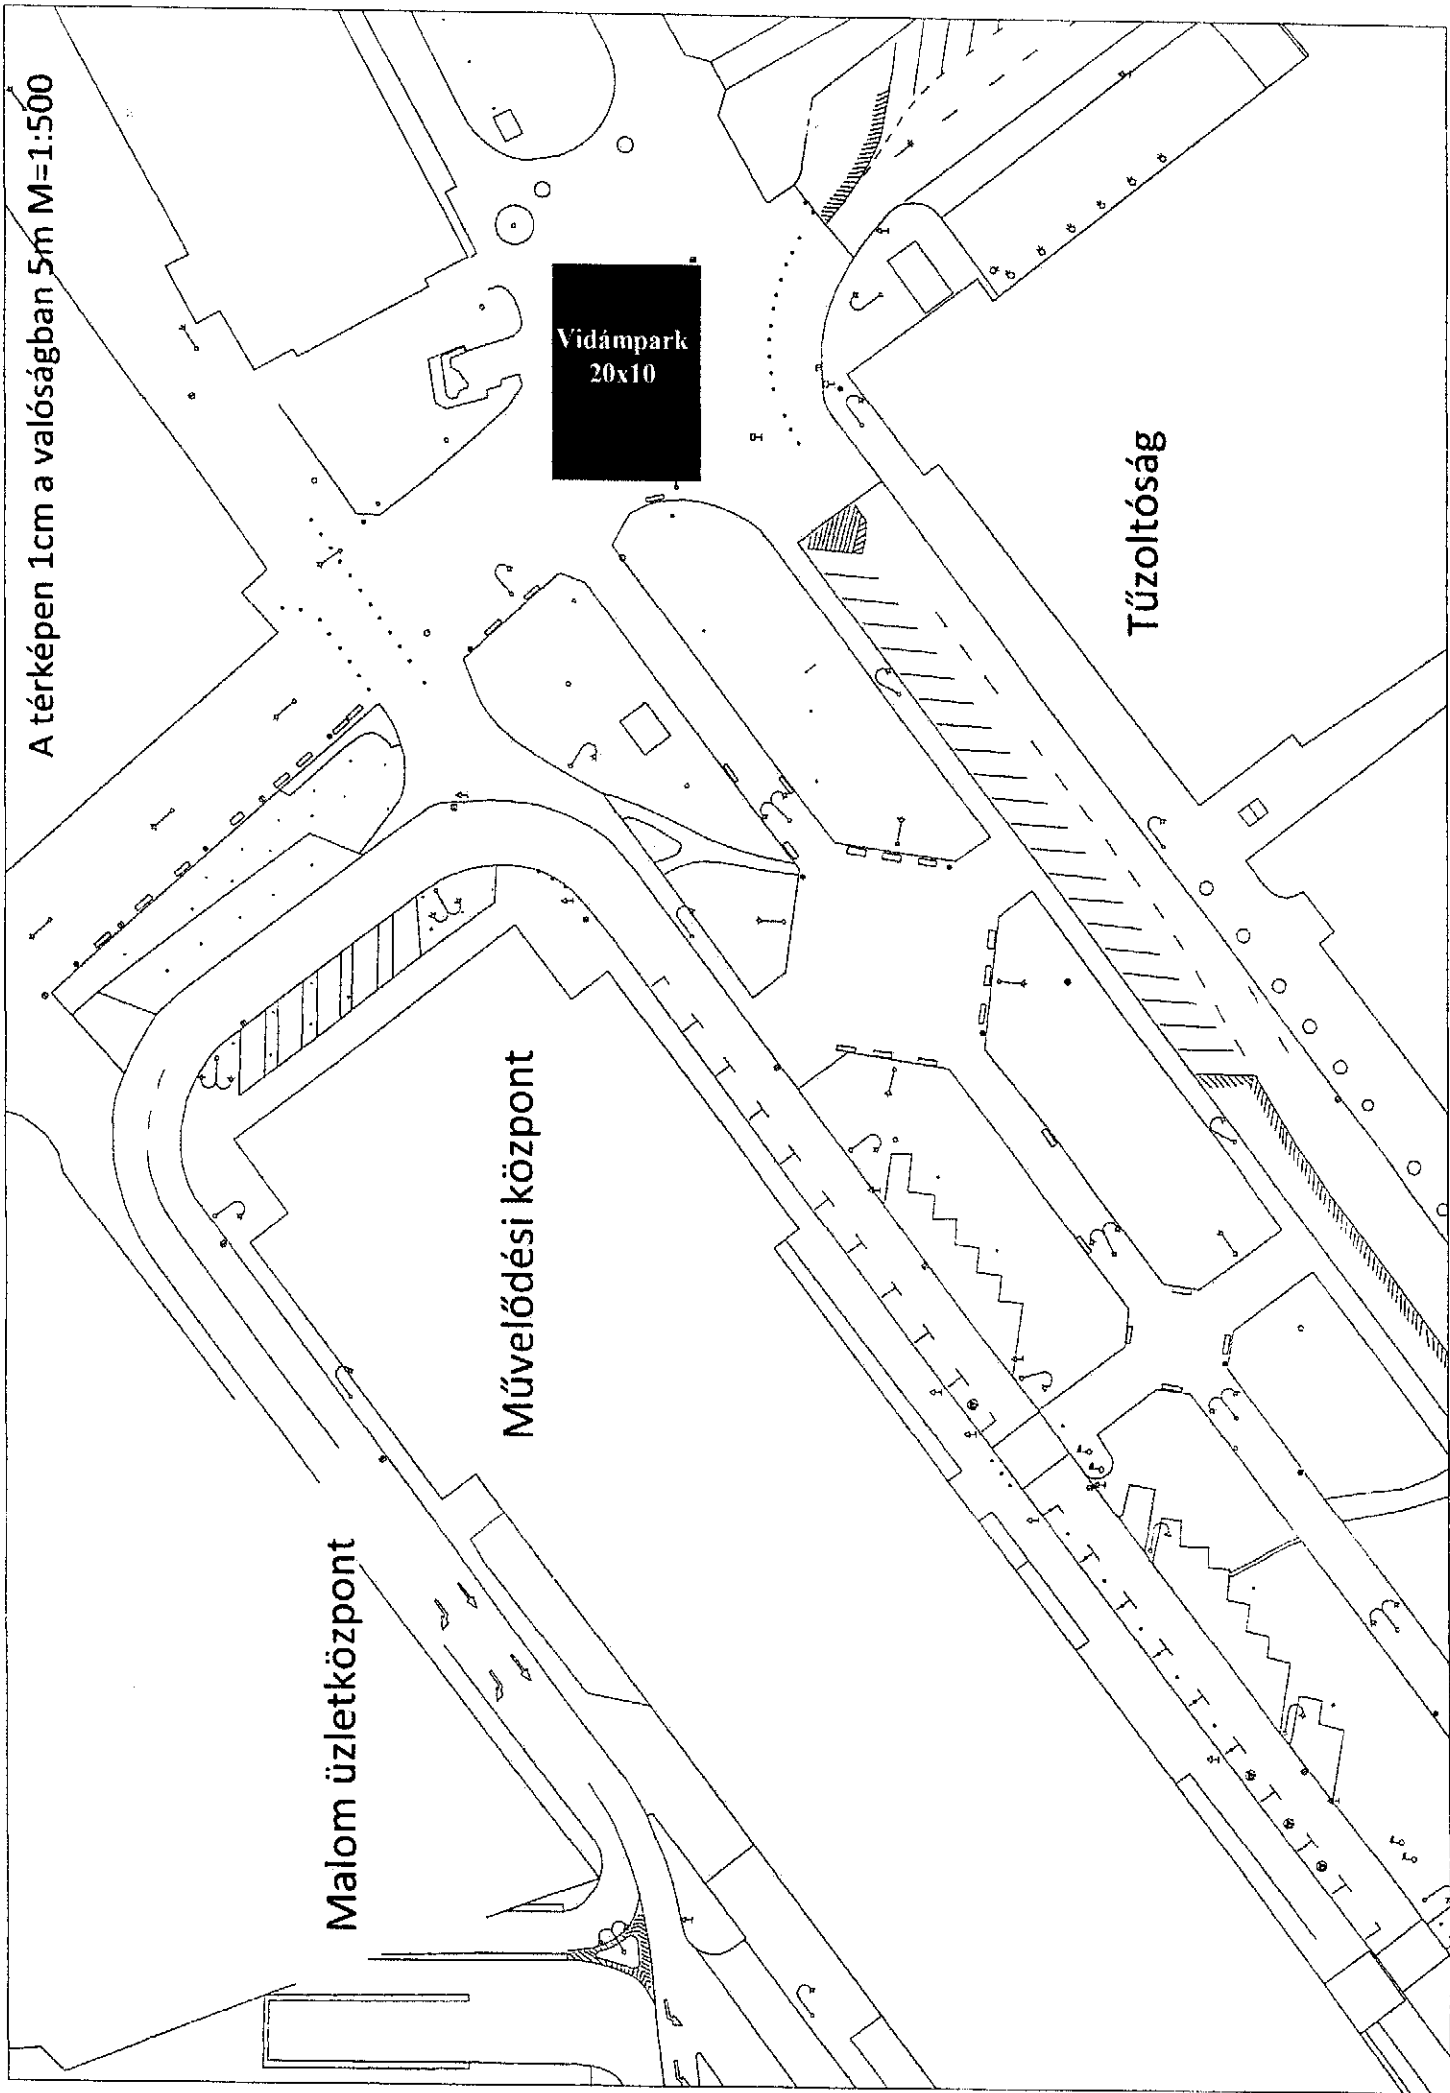 A térképen 1cm a valóságban 5m M=1:500
Vidámpark
20x10
Tűzoltóság
Művelődési központ
Malom üzletközpont